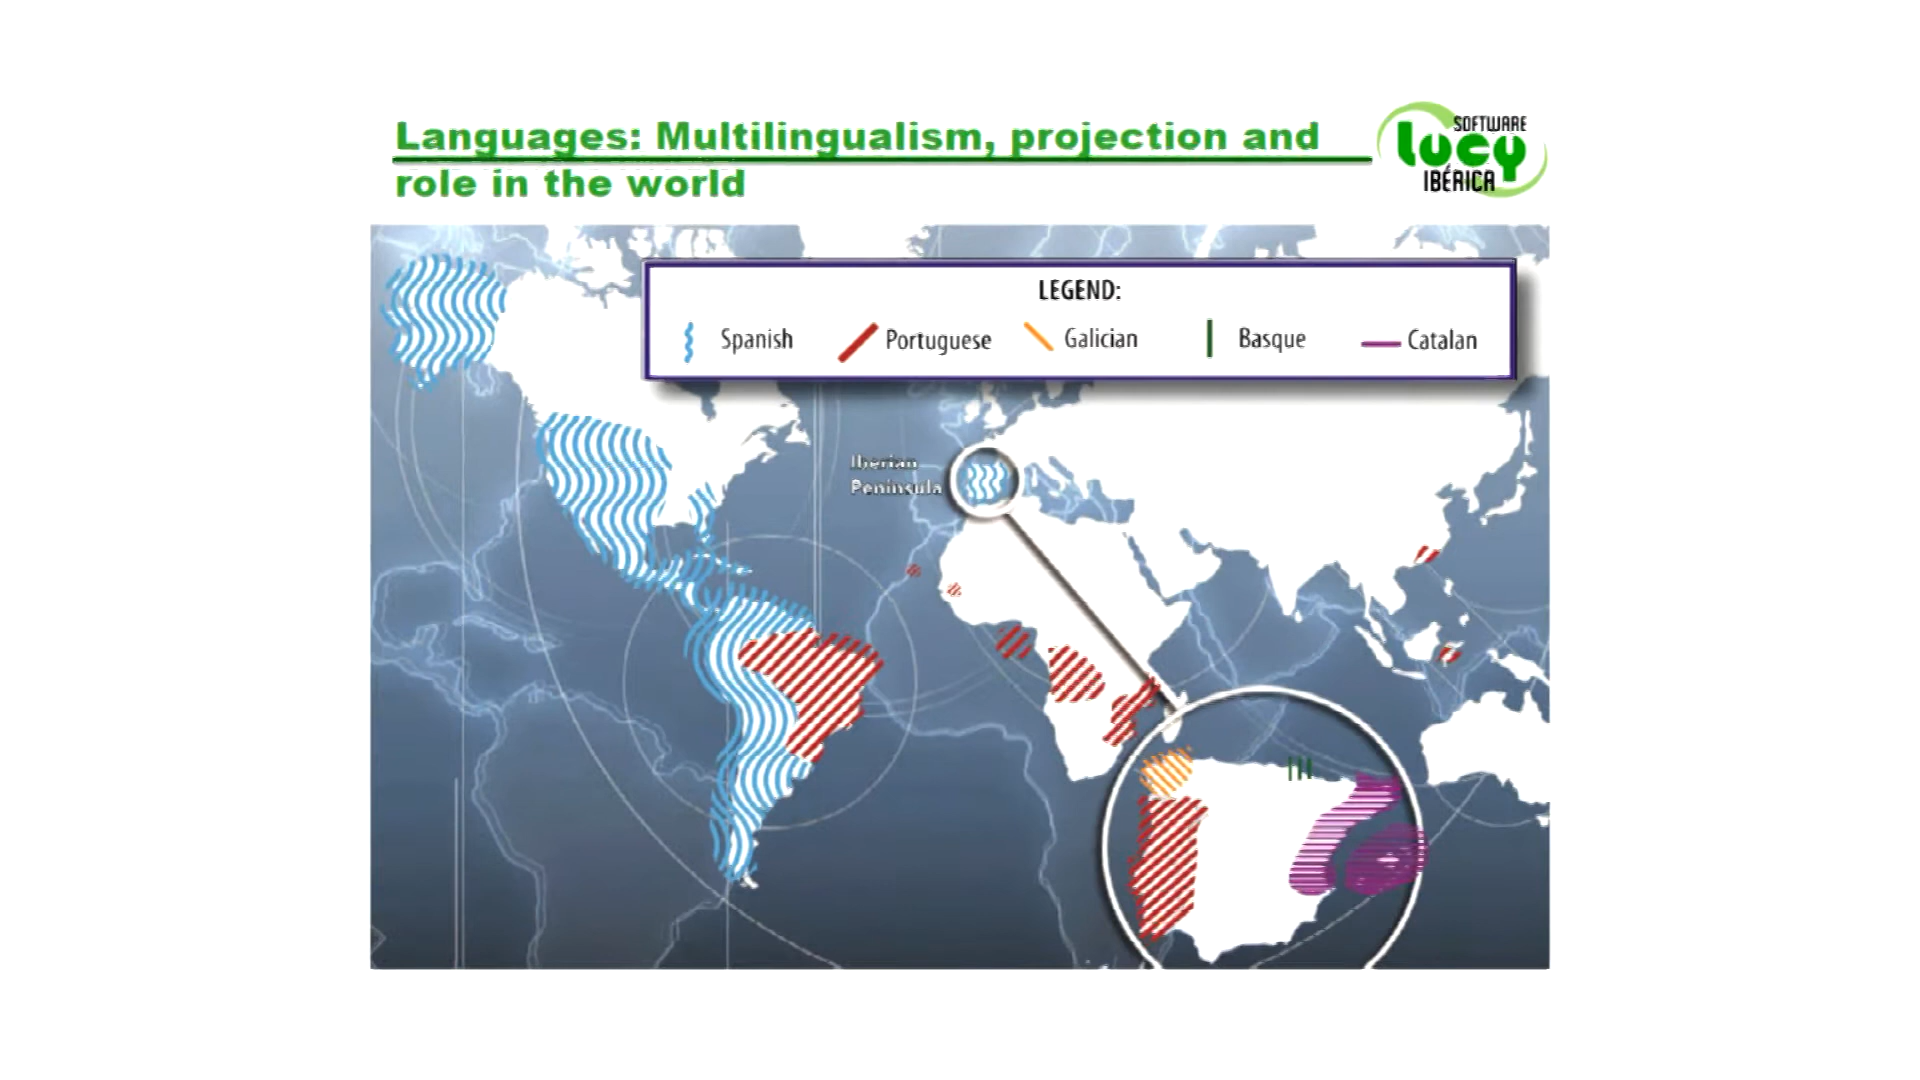 Languages: Multilingualism, projection and
role in the world
SOFTWARE
LUCY
IBÉRICA
LEGEND:
Spanish
Portuguese
Galician
Basque
Catalan
Iberian
Peninsula